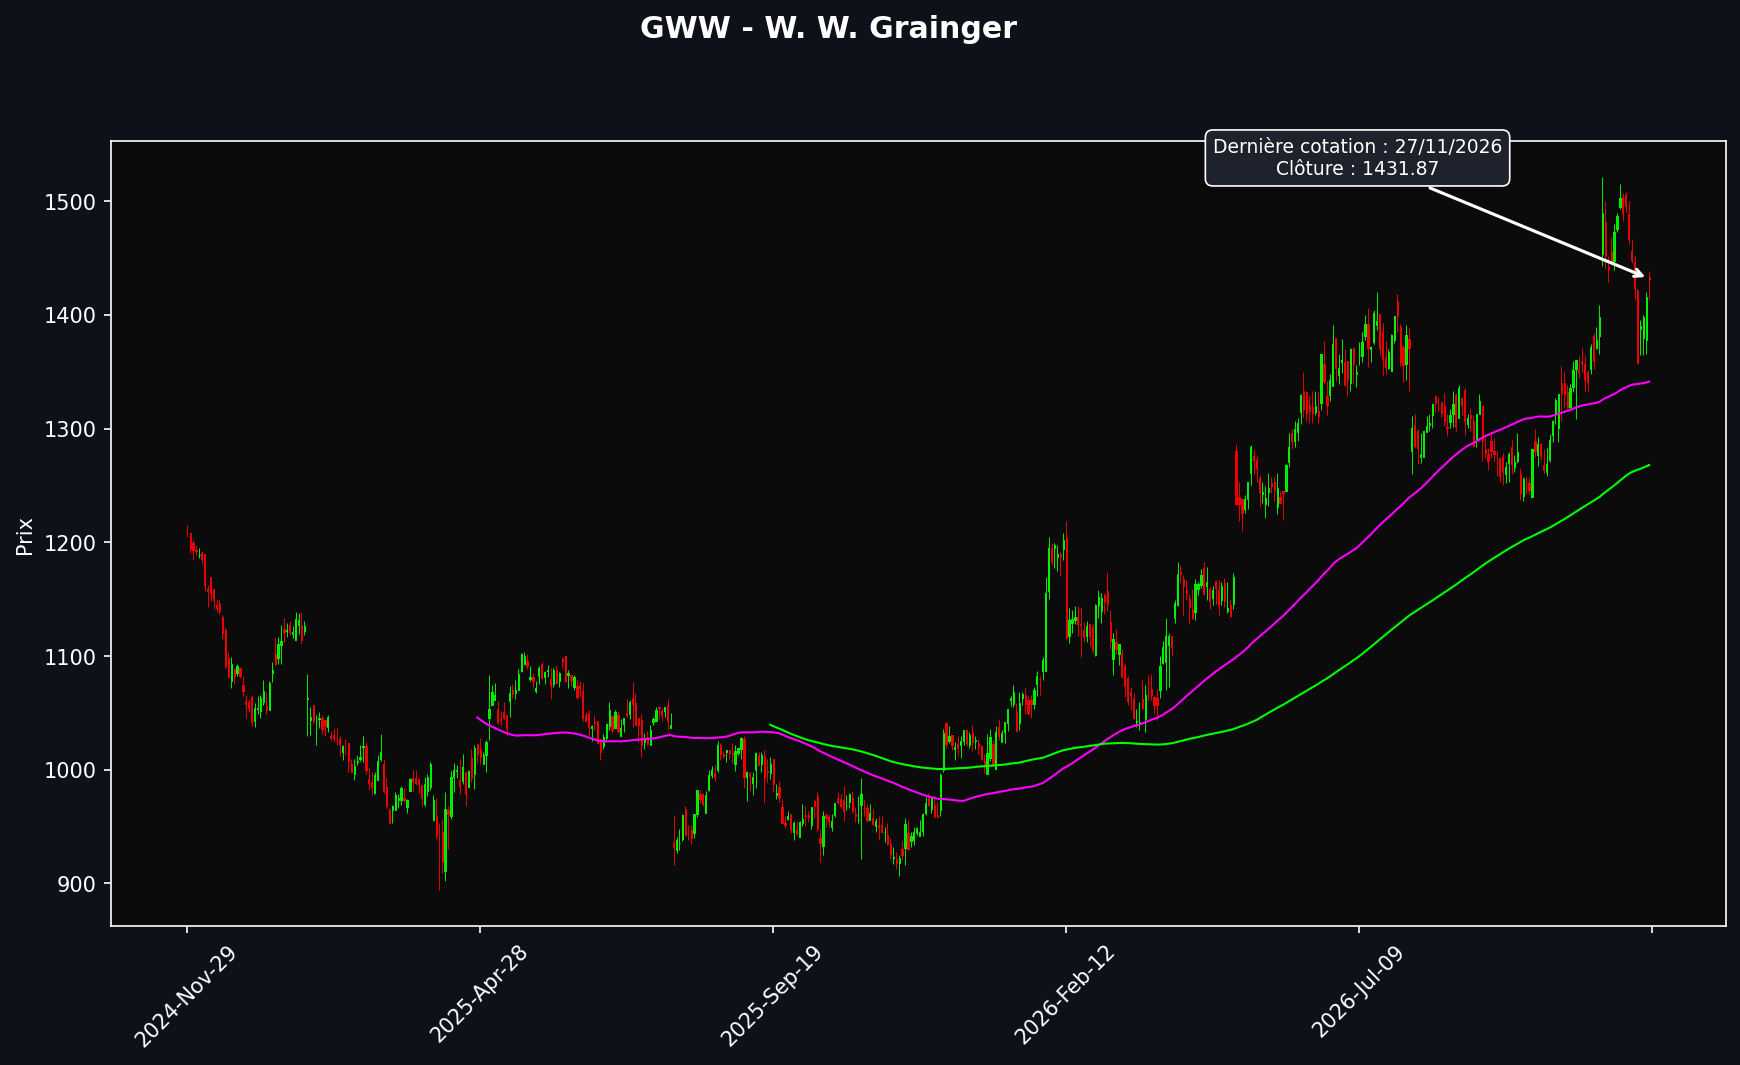 GWW - W. W. Grainger
Dernière cotation : 27/11/2026
Clôture : 1431.87
Prix
1500
1400
1300
1200
1100
1000
900
2024-Nov-29
2025-Apr-28
2025-Sep-19
2026-Feb-12
2026-Jul-09